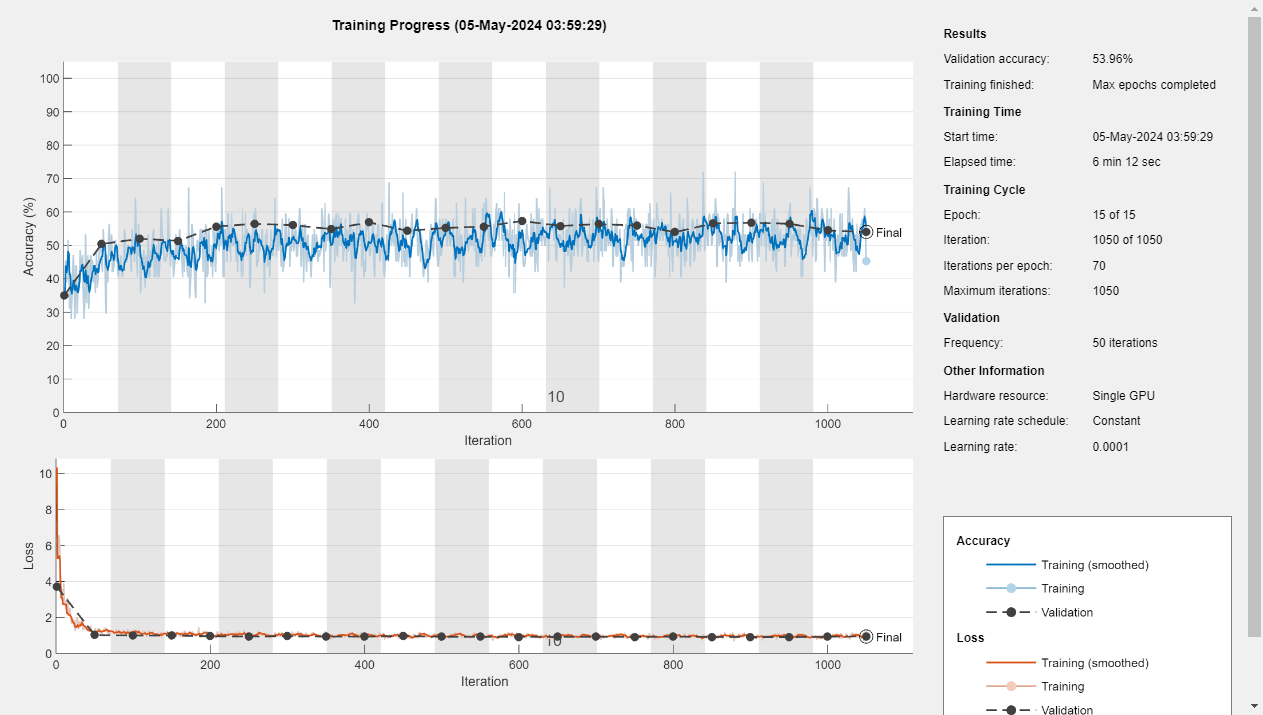 Training Progress (05-May-2024 03:59:29)
100
90
80
70
60
50
40
30
20
10
0
Accuracy (%)
Final
10
0 200 400 600 800 1000
Iteration
10
8
6
4
2
0
Loss
Final
10
0 200 400 600 800 1000
Iteration
Results
Validation accuracy: 53.96%
Training finished: Max epochs completed
Training Time
Start time: 05-May-2024 03:59:29
Elapsed time: 6 min 12 sec
Training Cycle
Epoch: 15 of 15
Iteration: 1050 of 1050
Iterations per epoch: 70
Maximum iterations: 1050
Validation
Frequency: 50 iterations
Other Information
Hardware resource: Single GPU
Learning rate schedule: Constant
Learning rate: 0.0001
Accuracy
Training (smoothed)
Training
Validation
Loss
Training (smoothed)
Training
Validation